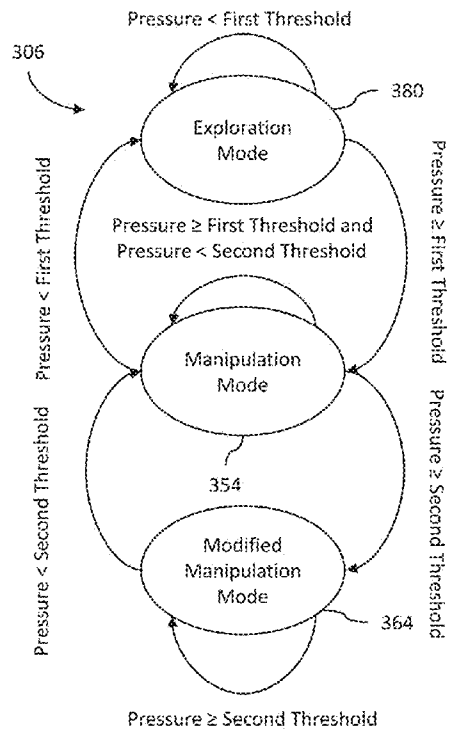 Pressure < First Threshold
306
380
Exploration
Mode
Pressure < First Threshold
Pressure ≥ First Threshold
Pressure ≥ First Threshold and
Pressure < Second Threshold
Manipulation
Mode
354
Pressure < Second Threshold
Pressure ≥ Second Threshold
Modified
Manipulation
Mode
364
Pressure ≥ Second Threshold